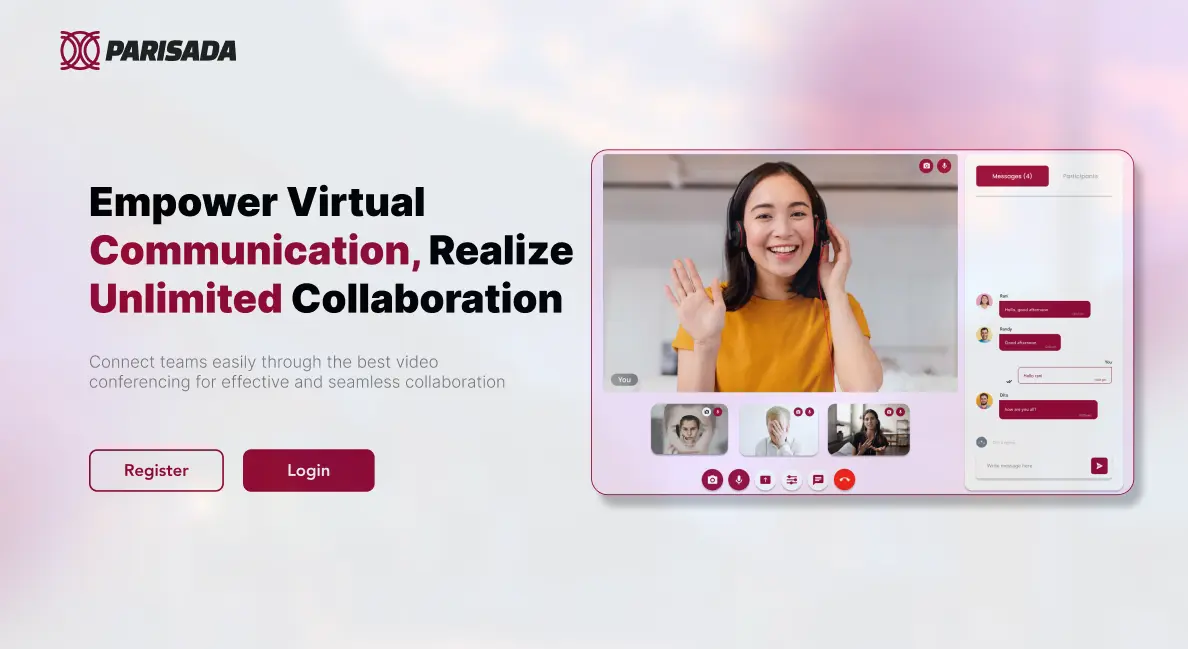 PARISADA
Empower Virtual
Communication, Realize
Unlimited Collaboration
Connect teams easily through the best video
conferencing for effective and seamless collaboration
Register
Login
You
Messages (4)
Participants
Hello, good afternoon
Randy
Good afternoon
You
how are you all?
Write message here